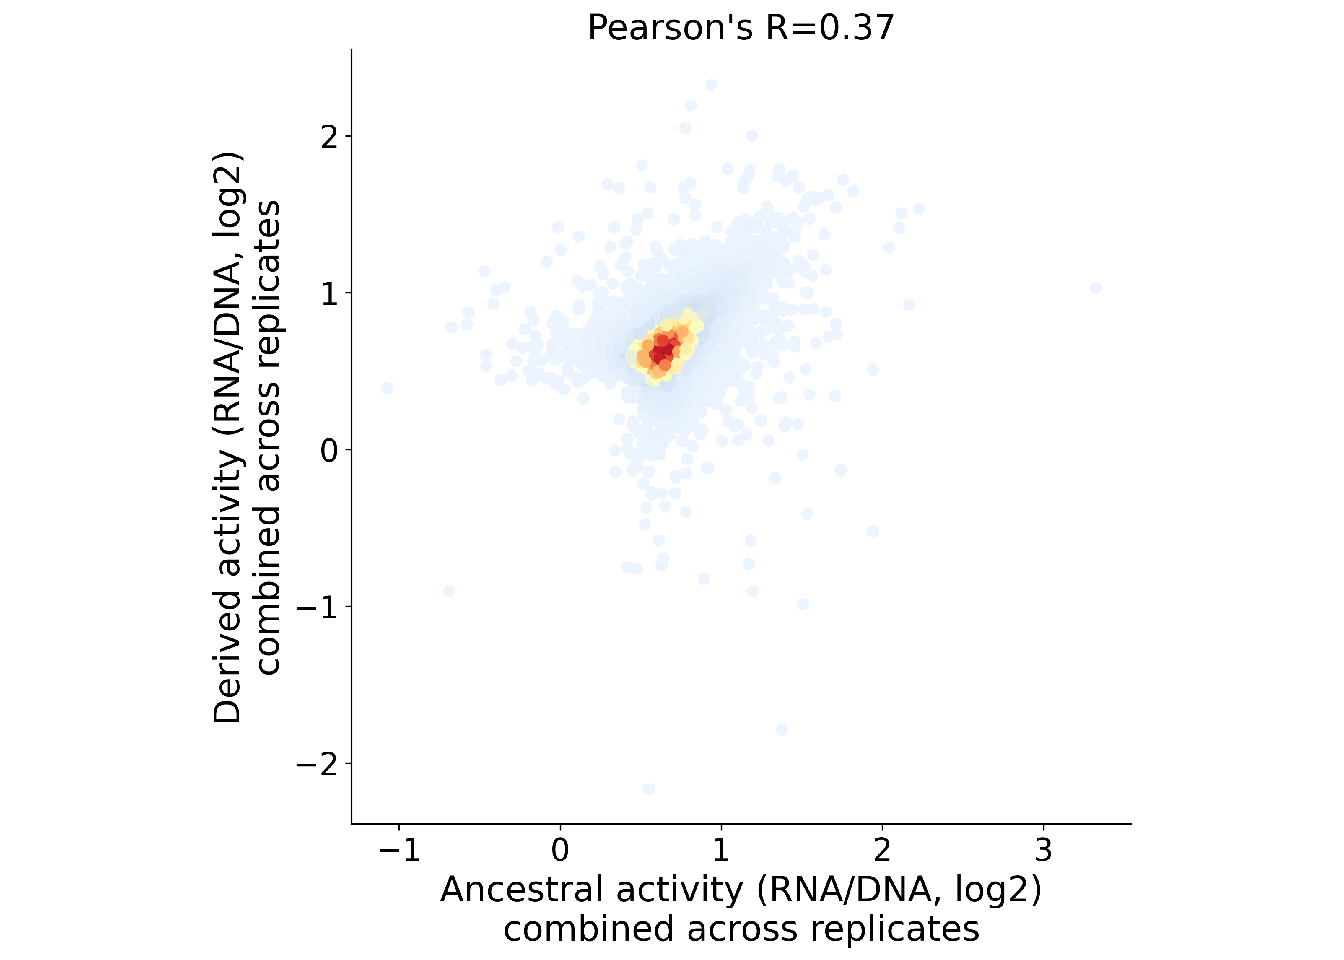 Pearson's R=0.37
Derived activity (RNA/DNA, log2)
combined across replicates
2
1
0
−1
−2
−1
0
1
2
3
Ancestral activity (RNA/DNA, log2)
combined across replicates